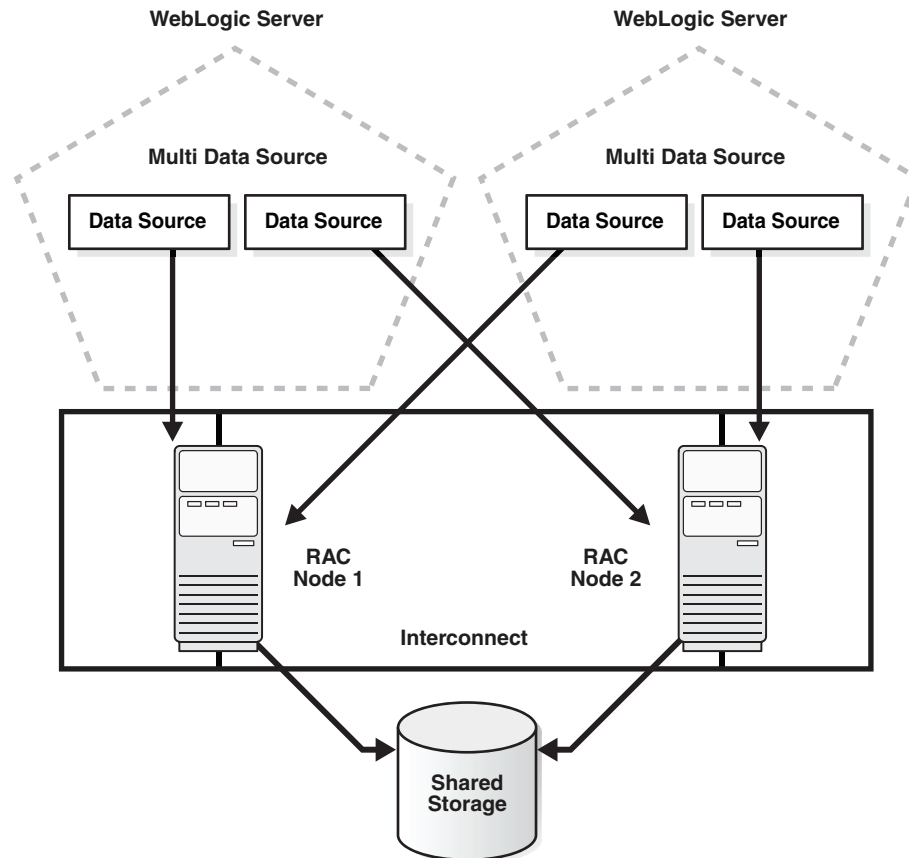 WebLogic Server
WebLogic Server
Multi Data Source
Multi Data Source
Data Source
Data Source
Data Source
Data Source
RAC
Node 1
RAC
Node 2
Interconnect
Shared
Storage